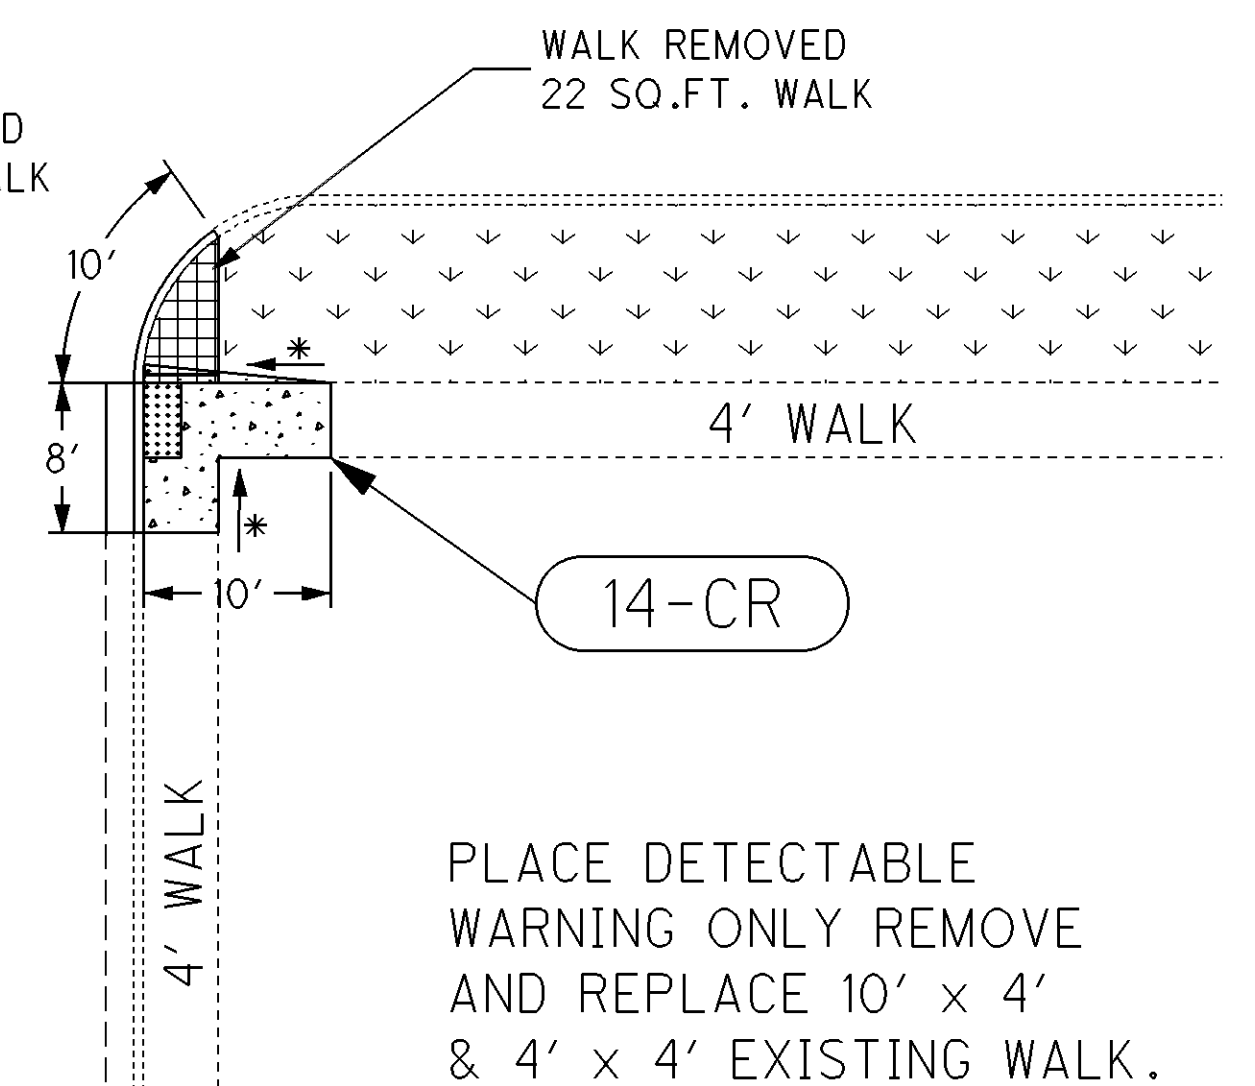 WALK REMOVED
22 SQ.FT. WALK
D
ALK
10′
*
4′ WALK
8′
*
10′
14-CR
4′ WALK
PLACE DETECTABLE
WARNING ONLY REMOVE
AND REPLACE 10′ x 4′
& 4′ x 4′ EXISTING WALK.